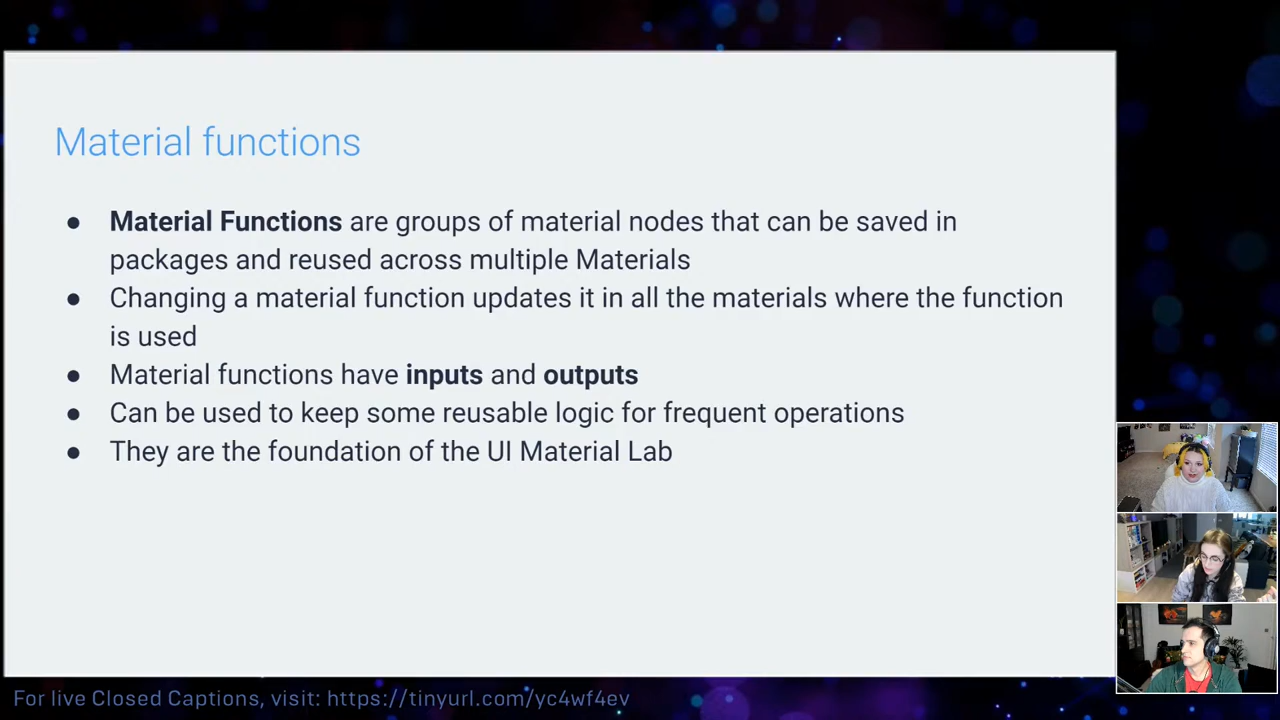 Material functions
● Material Functions are groups of material nodes that can be saved in
packages and reused across multiple Materials
● Changing a material function updates it in all the materials where the function
is used
● Material functions have inputs and outputs
● Can be used to keep some reusable logic for frequent operations
● They are the foundation of the UI Material Lab
For live Closed Captions, visit: https://tinyurl.com/yc4wf4ev